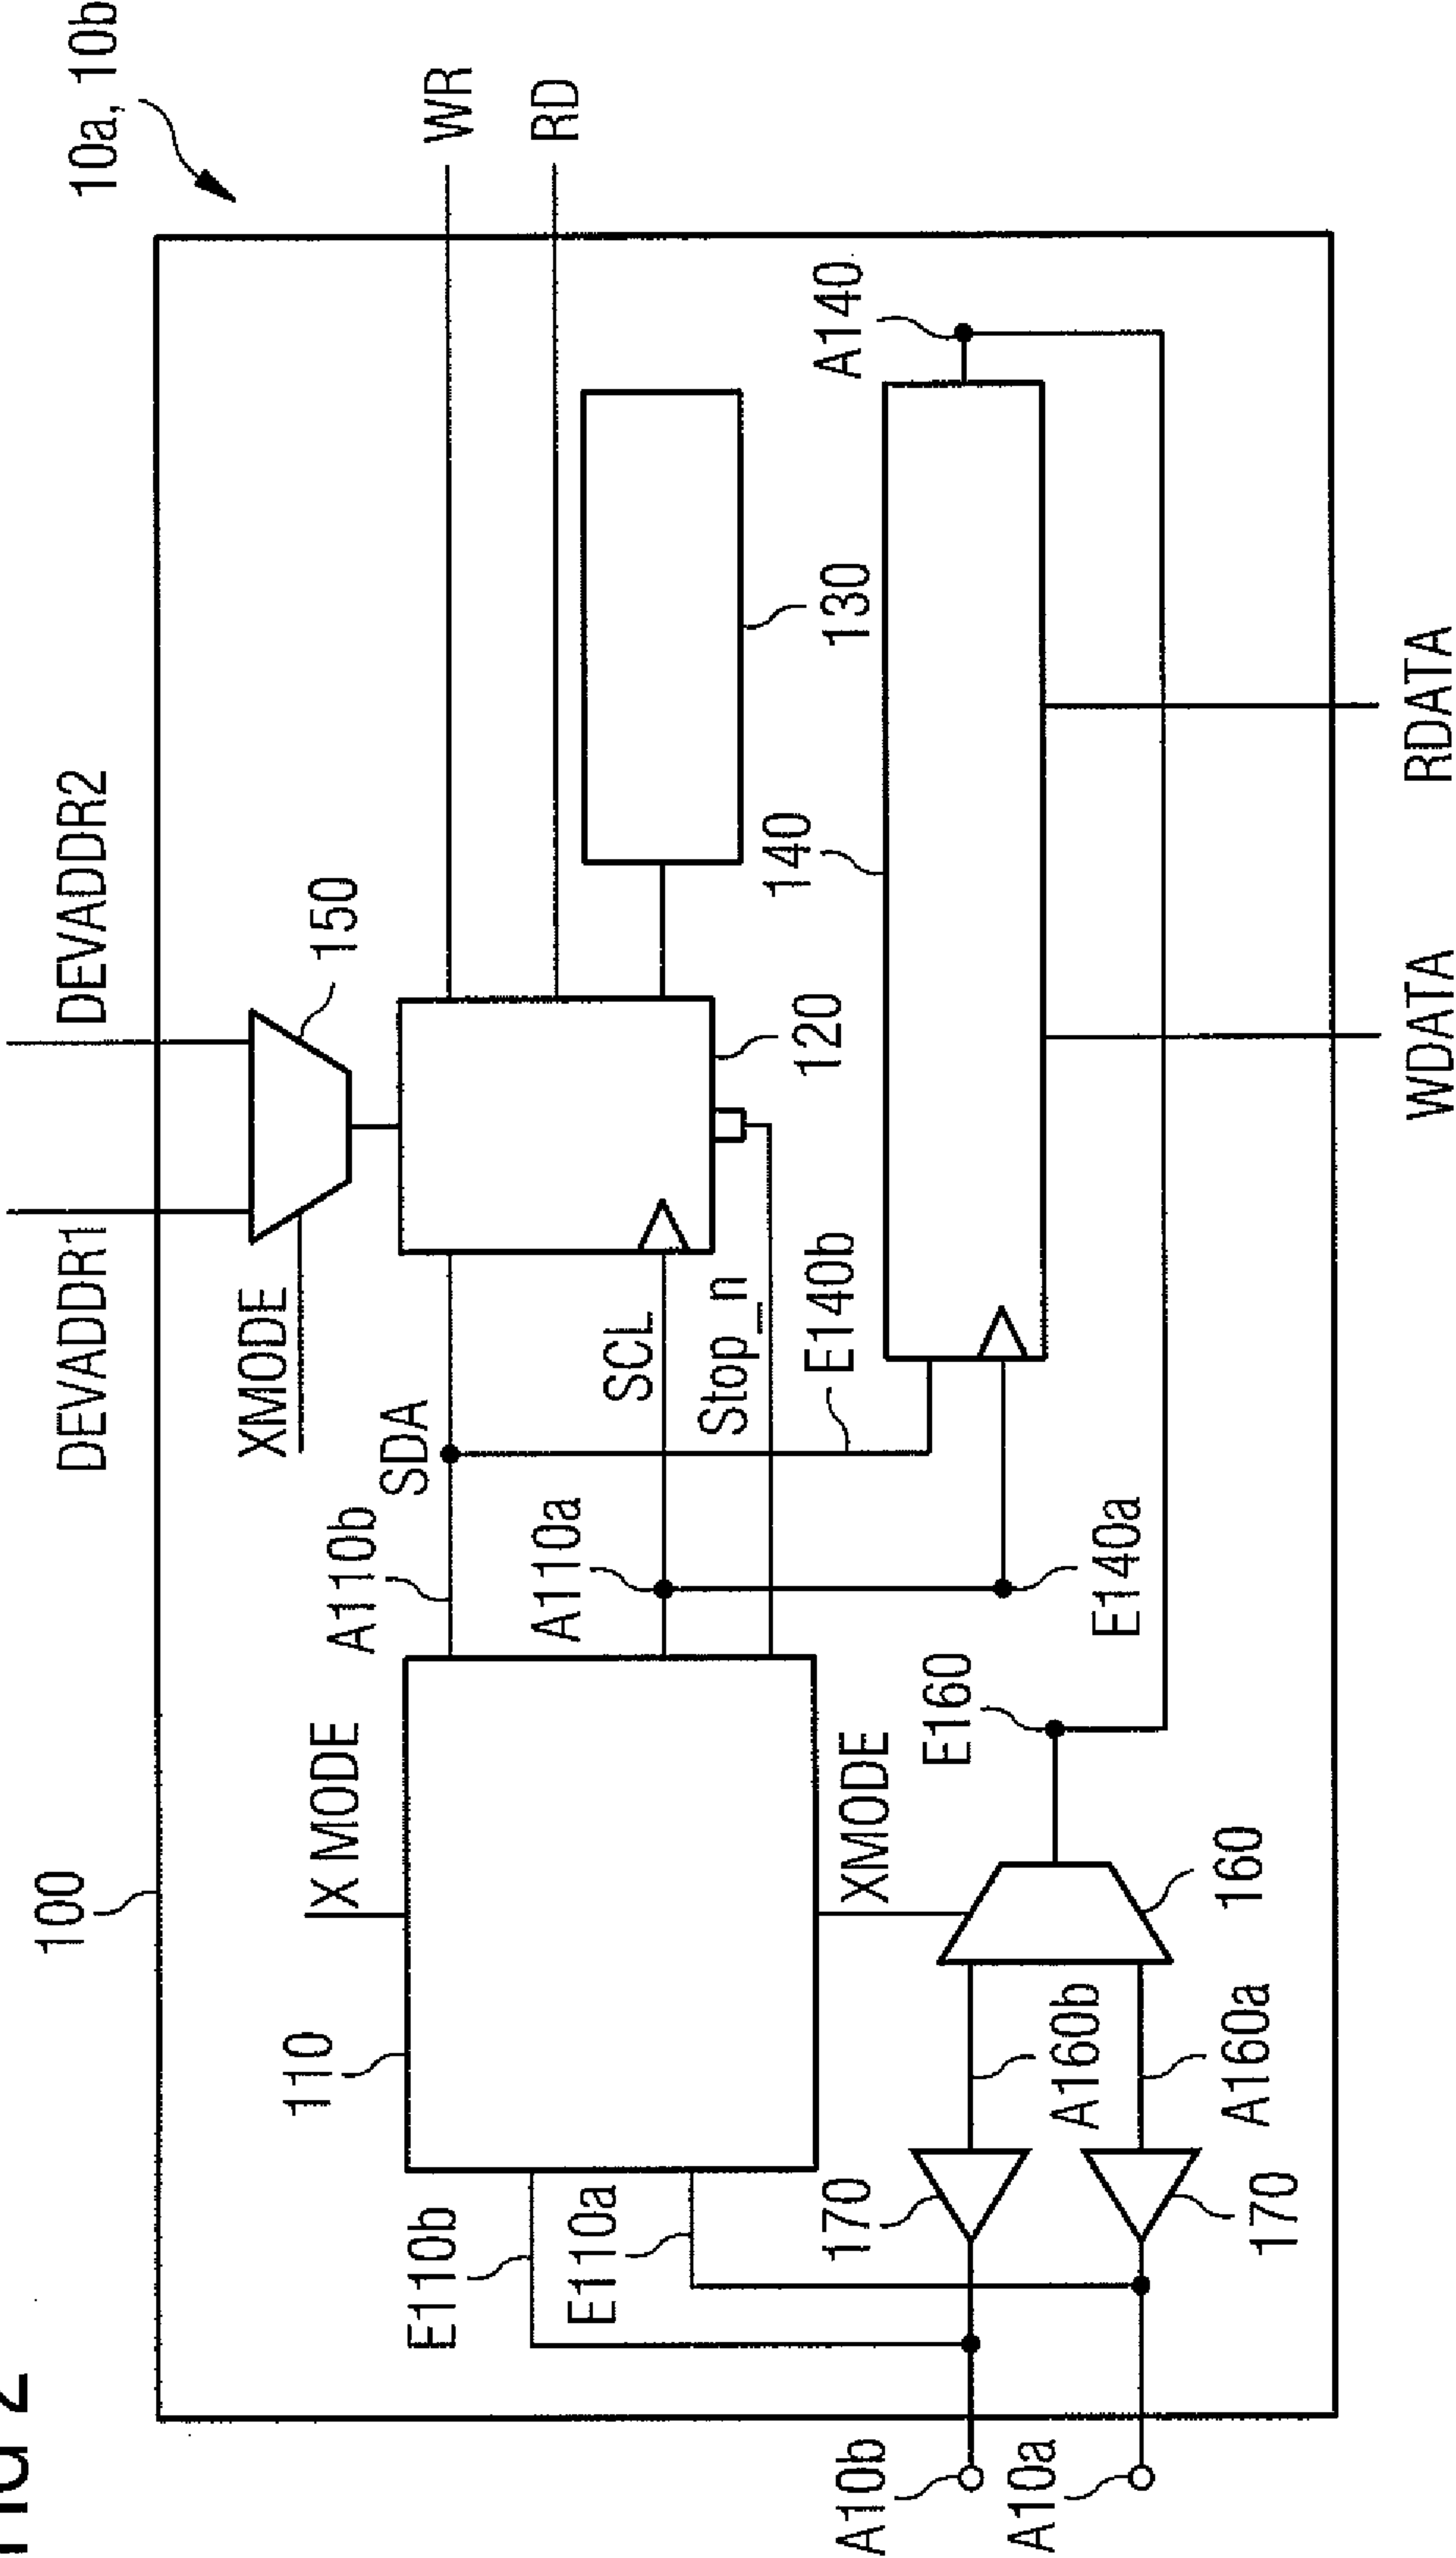 FIG 2
10a, 10b
100
DEVADDR1
DEVADDR2
XMODE
150
110
X MODE
A110b
SDA
WR
E110b
E110a
A110a
SCL
RD
Stop_n
120
130
170
XMODE
E140b
140
A140
A10b
E160
A10a
A160b
E140a
170
A160a
160
WDATA
RDATA